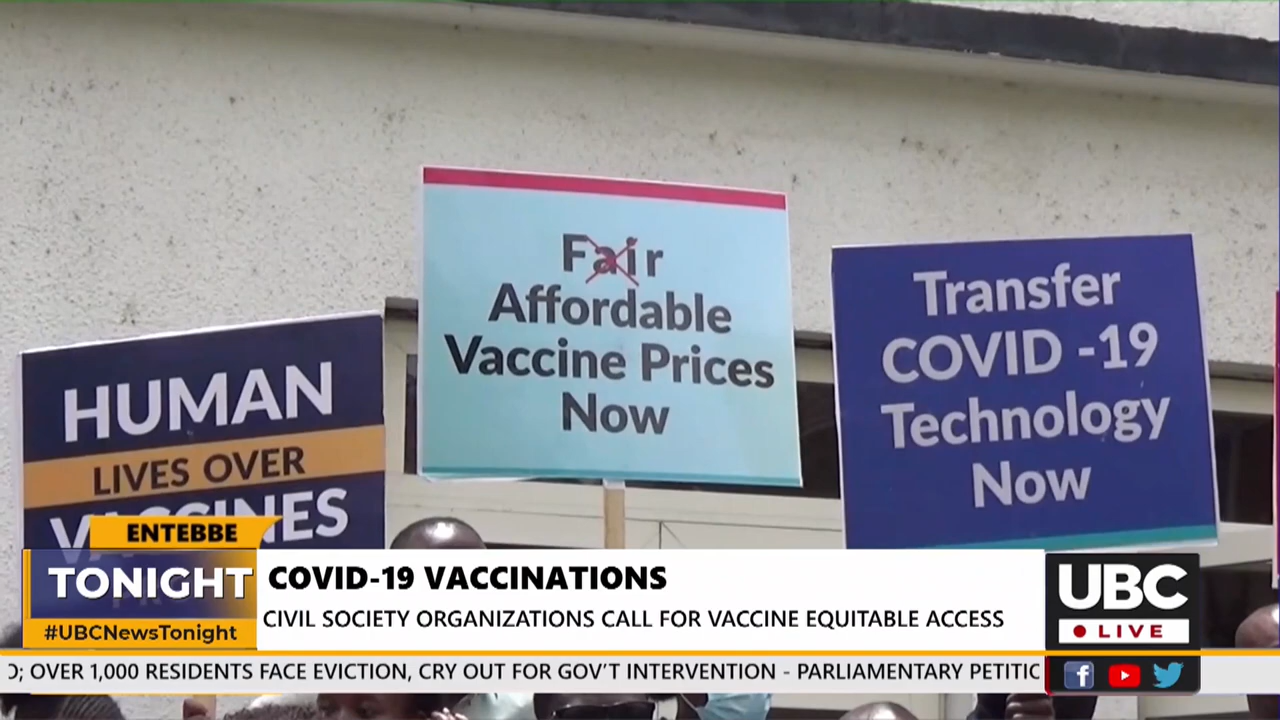 HUMAN
LIVES OVER
VACCINES
Fair
Affordable
Vaccine Prices
Now
Transfer
COVID -19
Technology
Now
ENTEBBE
TONIGHT
#UBCNewsTonight
COVID-19 VACCINATIONS
CIVIL SOCIETY ORGANIZATIONS CALL FOR VACCINE EQUITABLE ACCESS
UBC
LIVE
; OVER 1,000 RESIDENTS FACE EVICTION, CRY OUT FOR GOV'T INTERVENTION - PARLIAMENTARY PETITIO